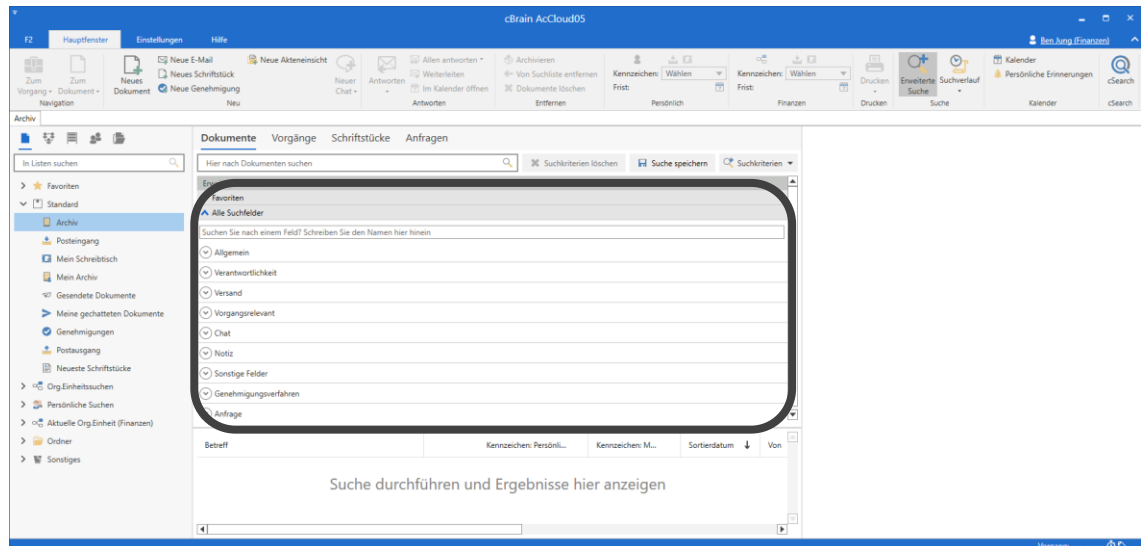 cBrain AcCloud05
F2 Hauptfenster Einstellungen Hilfe Ben Jung (Finanzen)
Zum Vorgang
Zum Dokument
Neues Dokument
Neue E-Mail
Neues Schriftstück
Neue Genehmigung
Neue Aktenansicht
Neuer Chat
Antworten
Allen antworten
Weiterleiten
Im Kalender öffnen
Archivieren
Von Suchliste entfernen
Dokumente löschen
Kennzeichen: Wählen
Frist:
Kennzeichen: Wählen
Frist:
Drucken
Erweiterte Suche
Suchverlauf
Kalender
Persönliche Erinnerungen
cSearch
Navigation Neu Antworten Entfernen Persönlich Finanzen Drucken Suche Kalender cSearch
Archiv
In Listen suchen
Favoriten
Standard
Archiv
Posteingang
Mein Schreibtisch
Mein Archiv
Gesendete Dokumente
Meine gechatteten Dokumente
Genehmigungen
Postausgang
Neueste Schriftstücke
Org.Einheitssuchen
Persönliche Suchen
Aktuelle Org.Einheit (Finanzen)
Ordner
Sonstiges
Dokumente Vorgänge Schriftstücke Anfragen
Hier nach Dokumenten suchen Suchkriterien löschen Suche speichern Suchkriterien
Favoriten
Alle Suchfelder
Suchen Sie nach einem Feld? Schreiben Sie den Namen hier hinein
Allgemein
Verantwortlichkeit
Versand
Vorgangsrelevant
Chat
Notiz
Sonstige Felder
Genehmigungsverfahren
Anfrage
Betreff Kennzeichen: Persönli... Kennzeichen: M... Sortierdatum Von
Suche durchführen und Ergebnisse hier anzeigen